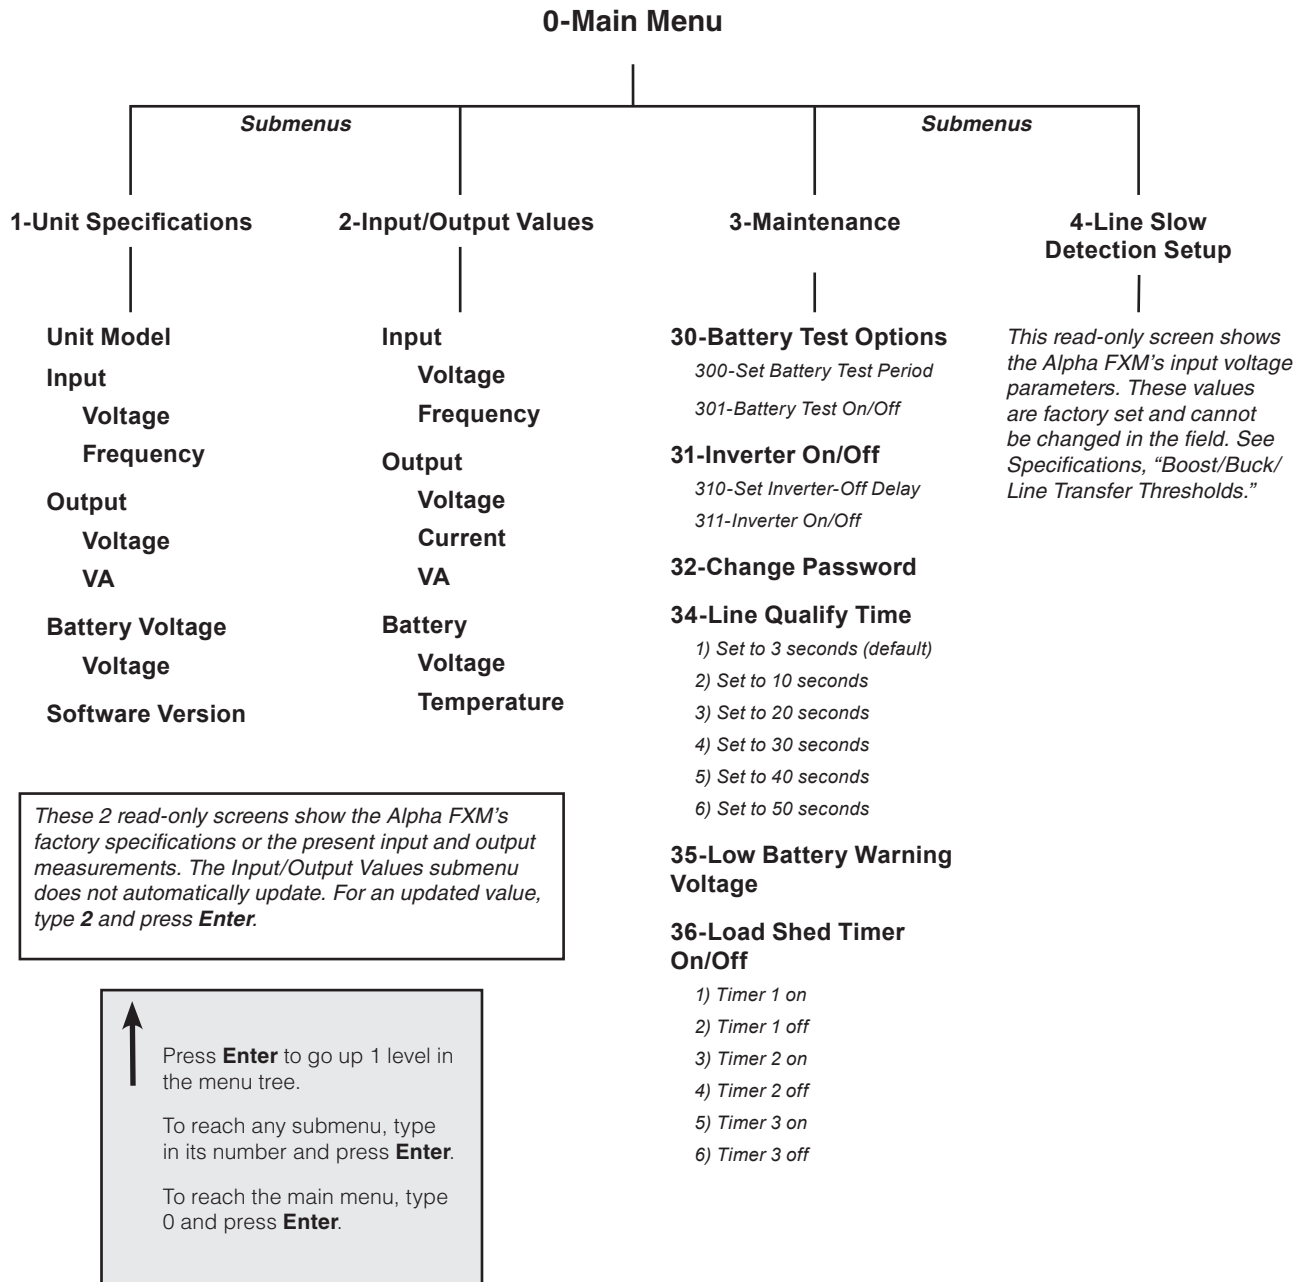 0-Main Menu
Submenus
Submenus
1-Unit Specifications
2-Input/Output Values
3-Maintenance
4-Line Slow
Detection Setup
Unit Model
Input
Voltage
Frequency
Output
Voltage
VA
Battery Voltage
Voltage
Software Version
Input
Voltage
Frequency
Output
Voltage
Current
VA
Battery
Voltage
Temperature
30-Battery Test Options
300-Set Battery Test Period
301-Battery Test On/Off
31-Inverter On/Off
310-Set Inverter-Off Delay
311-Inverter On/Off
32-Change Password
34-Line Qualify Time
1) Set to 3 seconds (default)
2) Set to 10 seconds
3) Set to 20 seconds
4) Set to 30 seconds
5) Set to 40 seconds
6) Set to 50 seconds
35-Low Battery Warning
Voltage
36-Load Shed Timer
On/Off
1) Timer 1 on
2) Timer 1 off
3) Timer 2 on
4) Timer 2 off
5) Timer 3 on
6) Timer 3 off
This read-only screen shows
the Alpha FXM's input voltage
parameters. These values
are factory set and cannot
be changed in the field. See
Specifications, “Boost/Buck/
Line Transfer Thresholds.”
These 2 read-only screens show the Alpha FXM's
factory specifications or the present input and output
measurements. The Input/Output Values submenu
does not automatically update. For an updated value,
type 2 and press Enter.
Press Enter to go up 1 level in
the menu tree.
To reach any submenu, type
in its number and press Enter.
To reach the main menu, type
0 and press Enter.